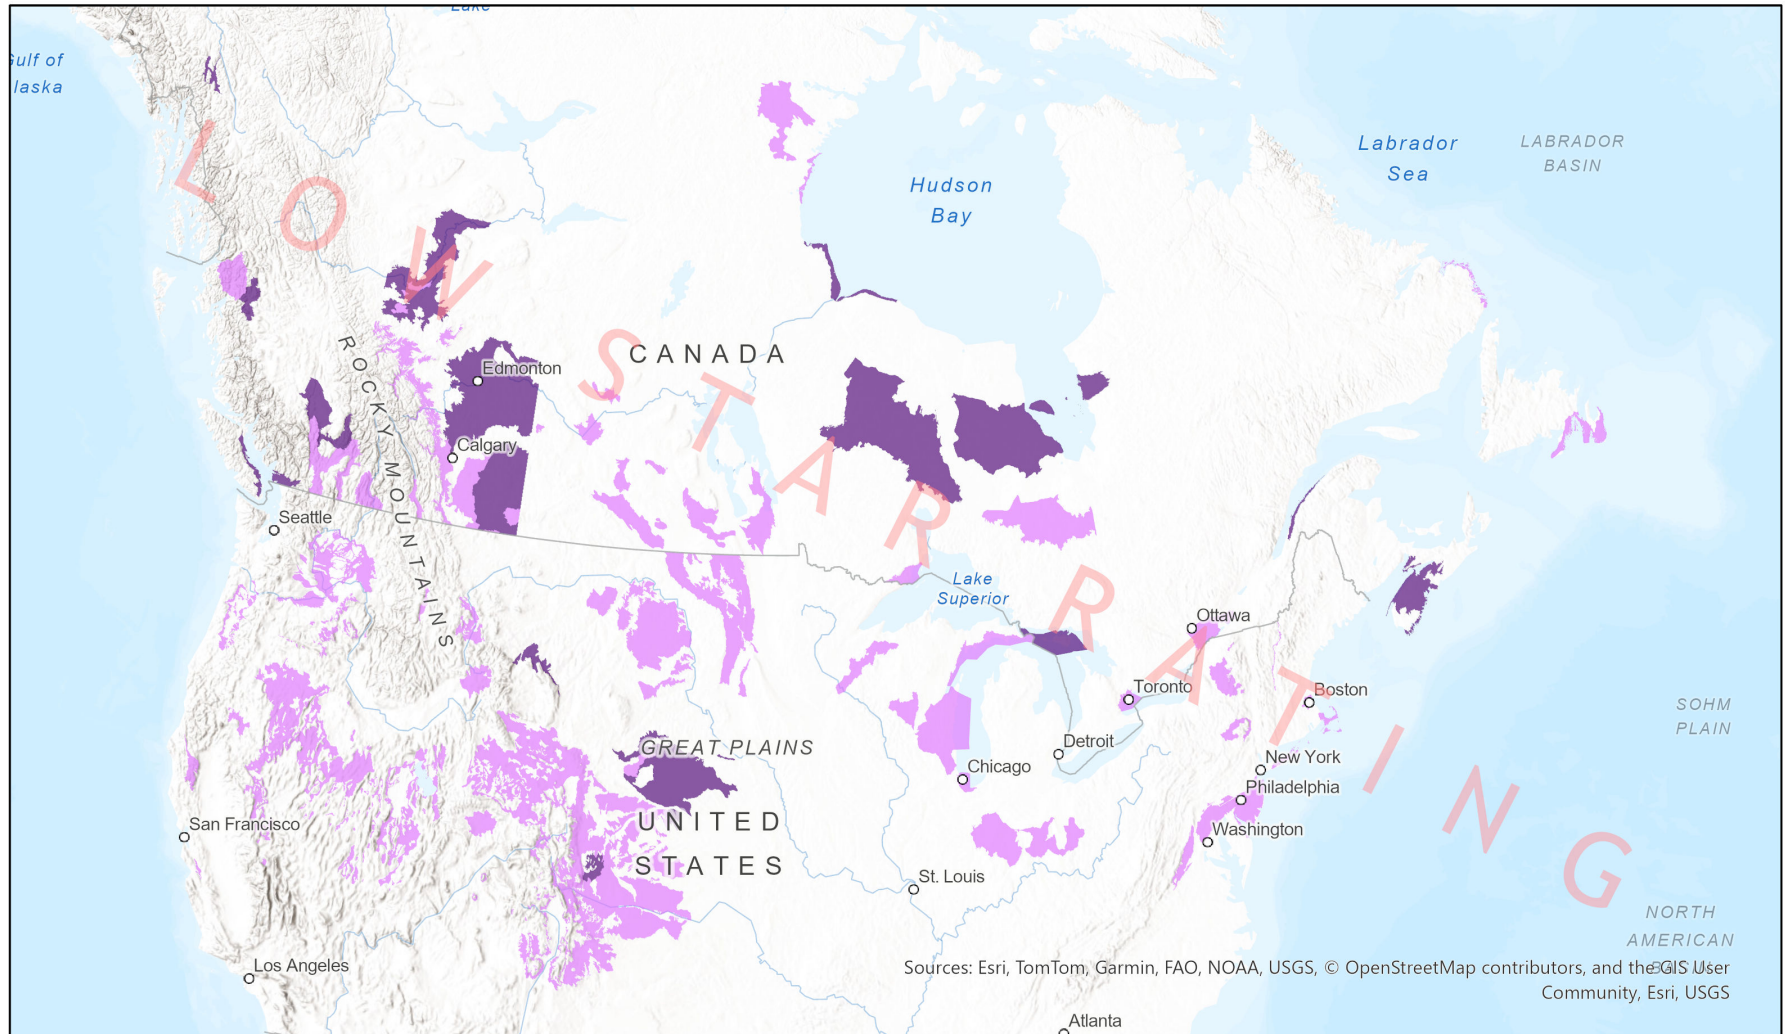 Lake
Gulf of
laska
Labrador
Sea
LABRADOR
BASIN
Hudson
Bay
LOW STAR RATING
CANADA
ROCKY MOUNTAINS
Edmonton
Calgary
Seattle
Lake
Superior
Ottawa
Toronto
Boston
SOHM
PLAIN
Detroit
GREAT PLAINS
New York
Chicago
Philadelphia
UNITED
STATES
San Francisco
Washington
St. Louis
NORTH
AMERICAN
BASIN
Los Angeles
Sources: Esri, TomTom, Garmin, FAO, NOAA, USGS, © OpenStreetMap contributors, and the GIS User
Community, Esri, USGS
Atlanta